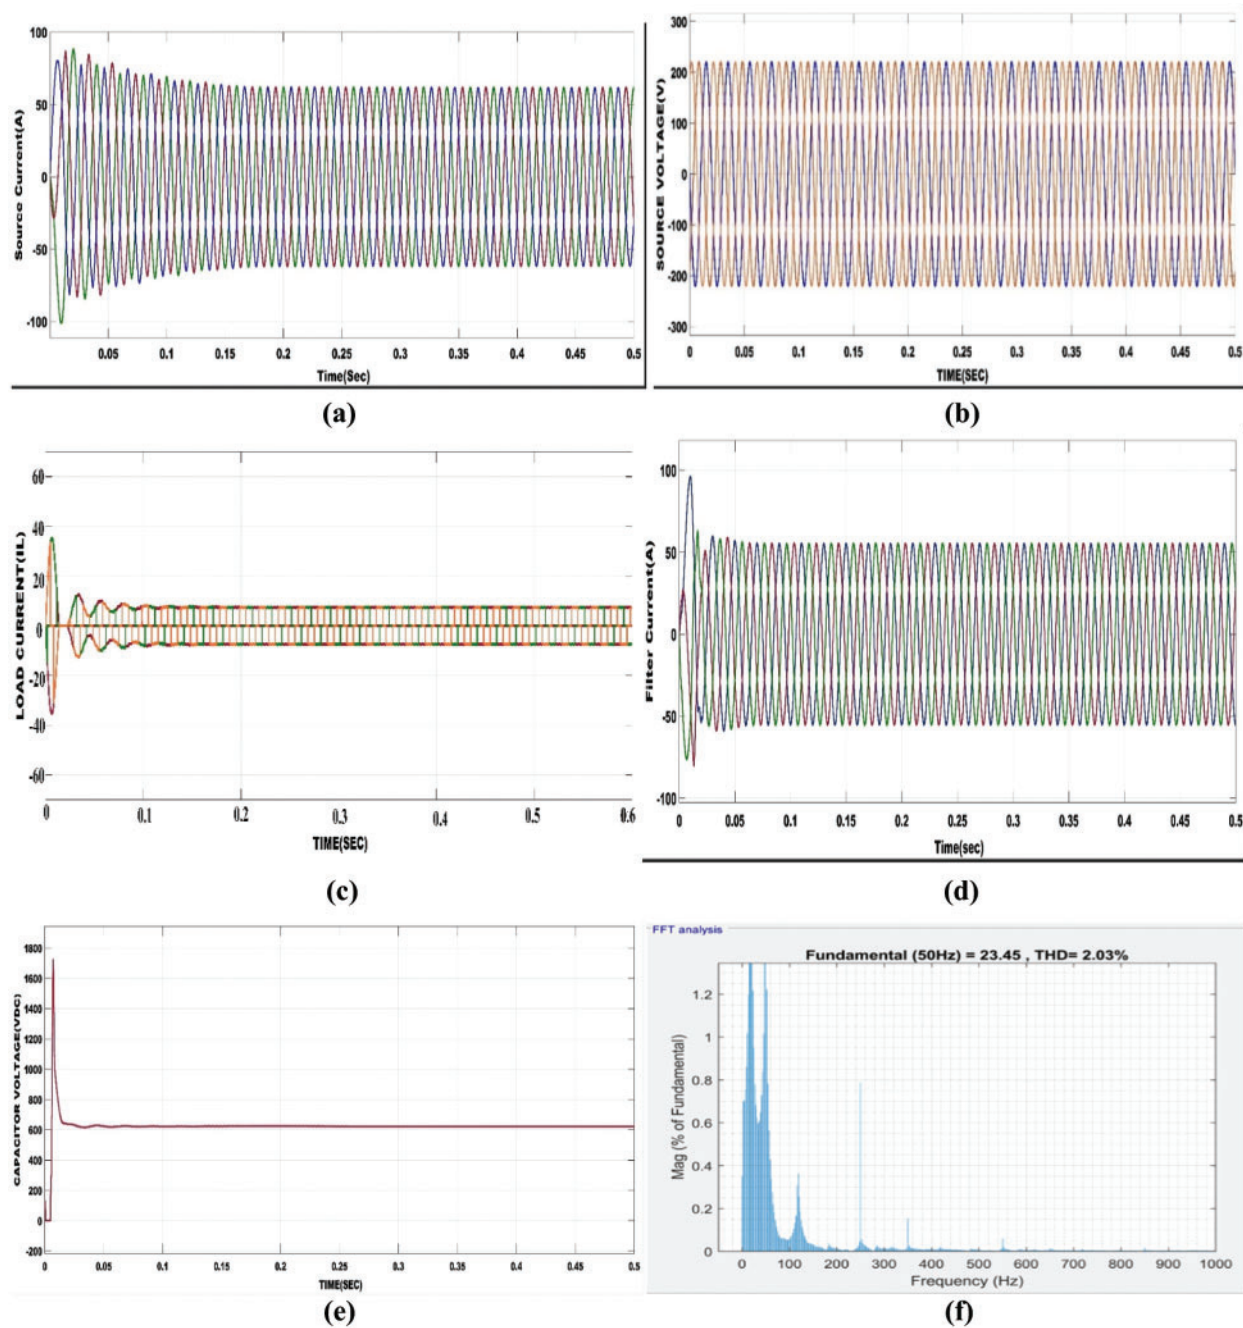 100
50
0
-50
-100
Source Current(A)
0.05 0.1 0.15 0.2 0.25 0.3 0.35 0.4 0.45 0.5
Time(Sec)
(a)
300
200
100
0
-100
-200
-300
SOURCE VOLTAGE(V)
0 0.05 0.1 0.15 0.2 0.25 0.3 0.35 0.4 0.45 0.5
TIME(SEC)
(b)
60
40
20
0
-20
-40
-60
LOAD CURRENT(IL)
0 0.1 0.2 0.3 0.4 0.5 0.6
TIME(SEC)
(c)
100
50
0
-50
-100
Filter Current(A)
0 0.05 0.1 0.15 0.2 0.25 0.3 0.35 0.4 0.45 0.5
Time(sec)
(d)
1800
1600
1400
1200
1000
800
600
400
200
0
-200
CAPACITOR VOLTAGE(VDC)
0 0.05 0.1 0.15 0.2 0.25 0.3 0.35 0.4 0.45 0.5
TIME(SEC)
(e)
FFT analysis
Fundamental (50Hz) = 23.45 , THD= 2.03%
1.2
1
0.8
0.6
0.4
0.2
0
Mag (% of Fundamental)
0 100 200 300 400 500 600 700 800 900 1000
Frequency (Hz)
(f)